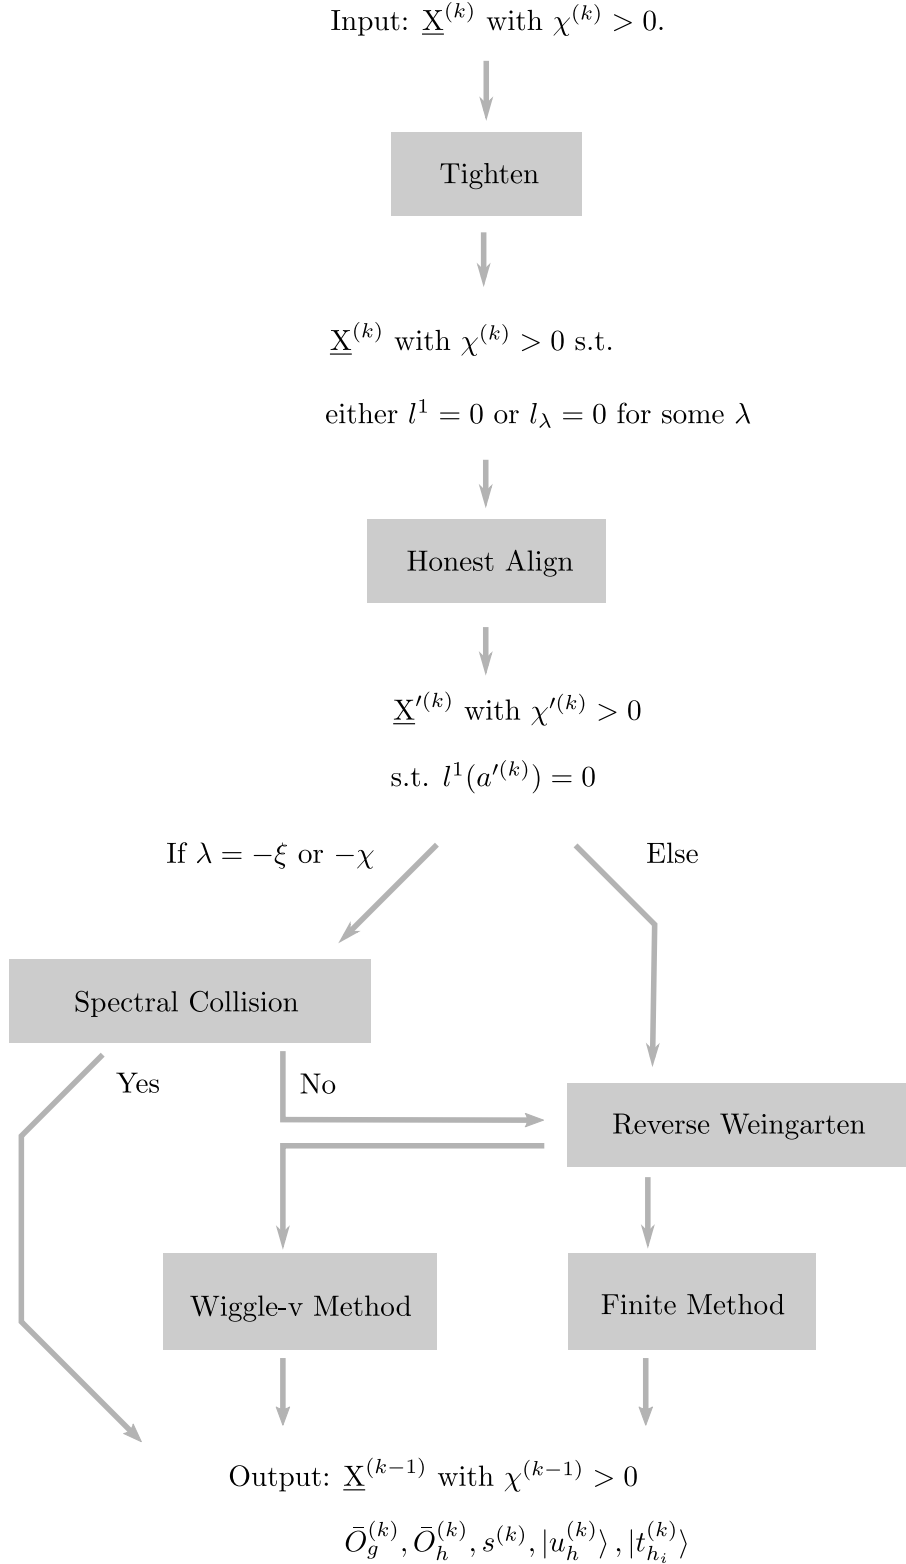 Input: X̲⁽ᵏ⁾ with χ⁽ᵏ⁾ > 0.
Tighten
X̲⁽ᵏ⁾ with χ⁽ᵏ⁾ > 0 s.t.
either l¹ = 0 or l_λ = 0 for some λ
Honest Align
X̲′⁽ᵏ⁾ with χ′⁽ᵏ⁾ > 0
s.t. l¹(a′⁽ᵏ⁾) = 0
If λ = −ξ or −χ
Else
Spectral Collision
Yes
No
Reverse Weingarten
Wiggle-v Method
Finite Method
Output: X̲⁽ᵏ⁻¹⁾ with χ⁽ᵏ⁻¹⁾ > 0
Ō_g⁽ᵏ⁾, Ō_h⁽ᵏ⁾, s⁽ᵏ⁾, |u_h⁽ᵏ⁾⟩, |t_{h_i}⁽ᵏ⁾⟩